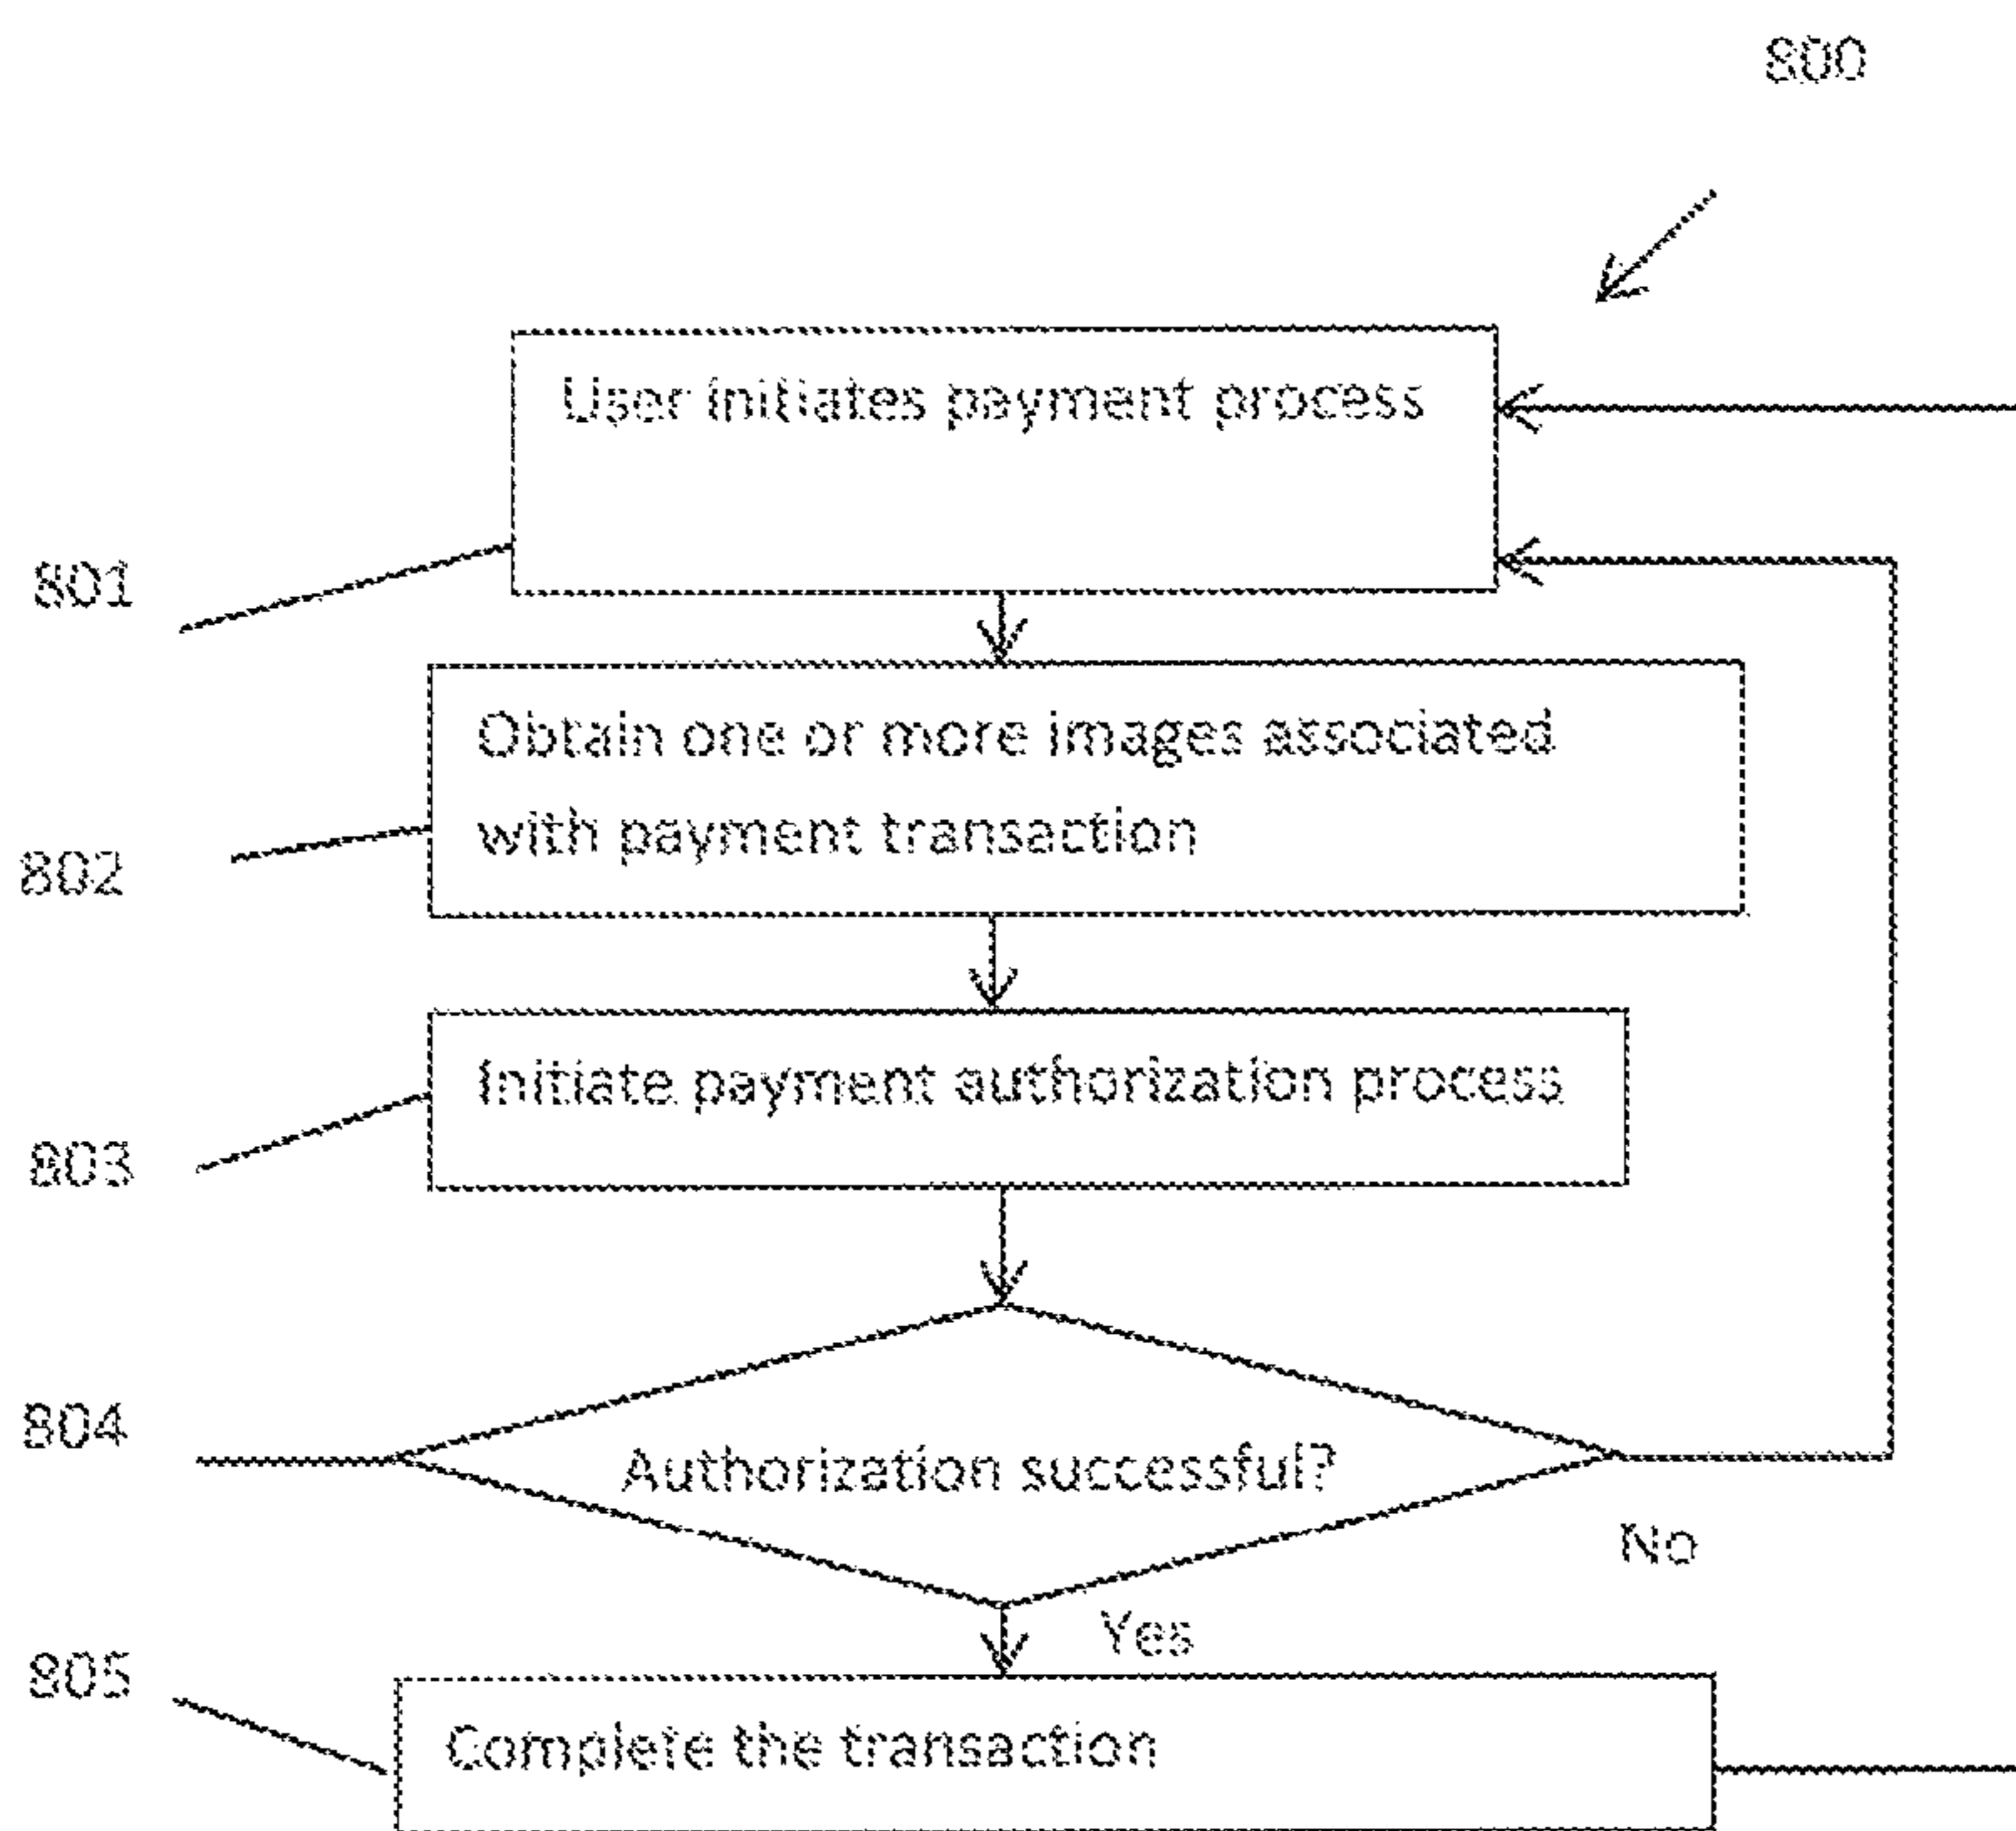 800
User initiates payment process
801
Obtain one or more images associated
with payment transaction
802
Initiate payment authorization process
803
804
Authorization successful?
No
Yes
805
Complete the transaction